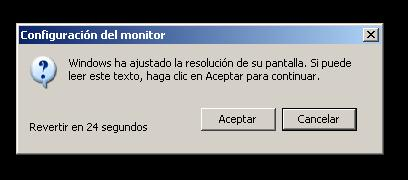 Configuración del monitor
Windows ha ajustado la resolución de su pantalla. Si puede
leer este texto, haga clic en Aceptar para continuar.
Revertir en 24 segundos
Aceptar
Cancelar